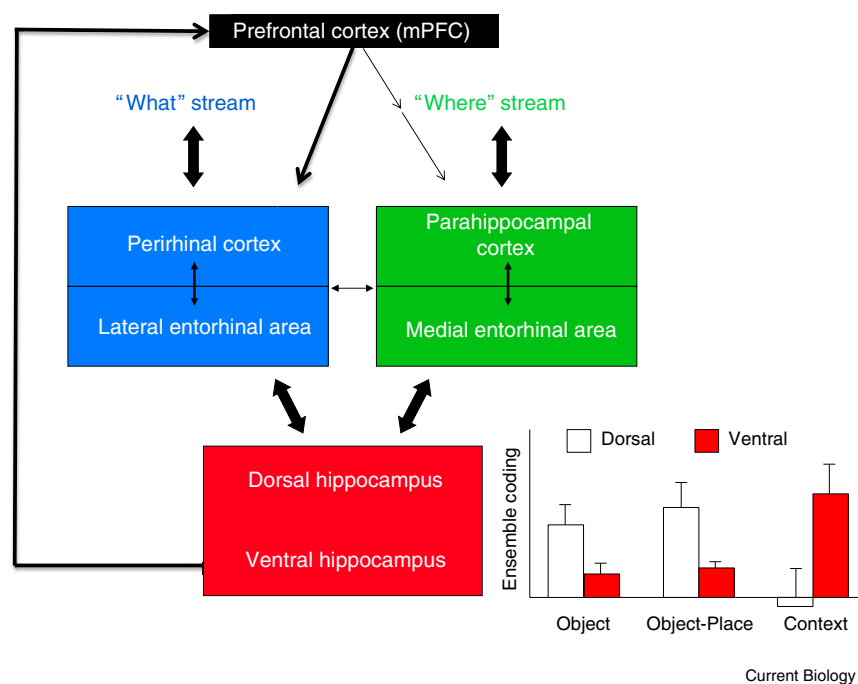 Prefrontal cortex (mPFC)
“What” stream
“Where” stream
Perirhinal cortex
Parahippocampal
cortex
Lateral entorhinal area
Medial entorhinal area
Dorsal hippocampus
Ventral hippocampus
Ensemble coding
Dorsal
Ventral
Object
Object-Place
Context
Current Biology